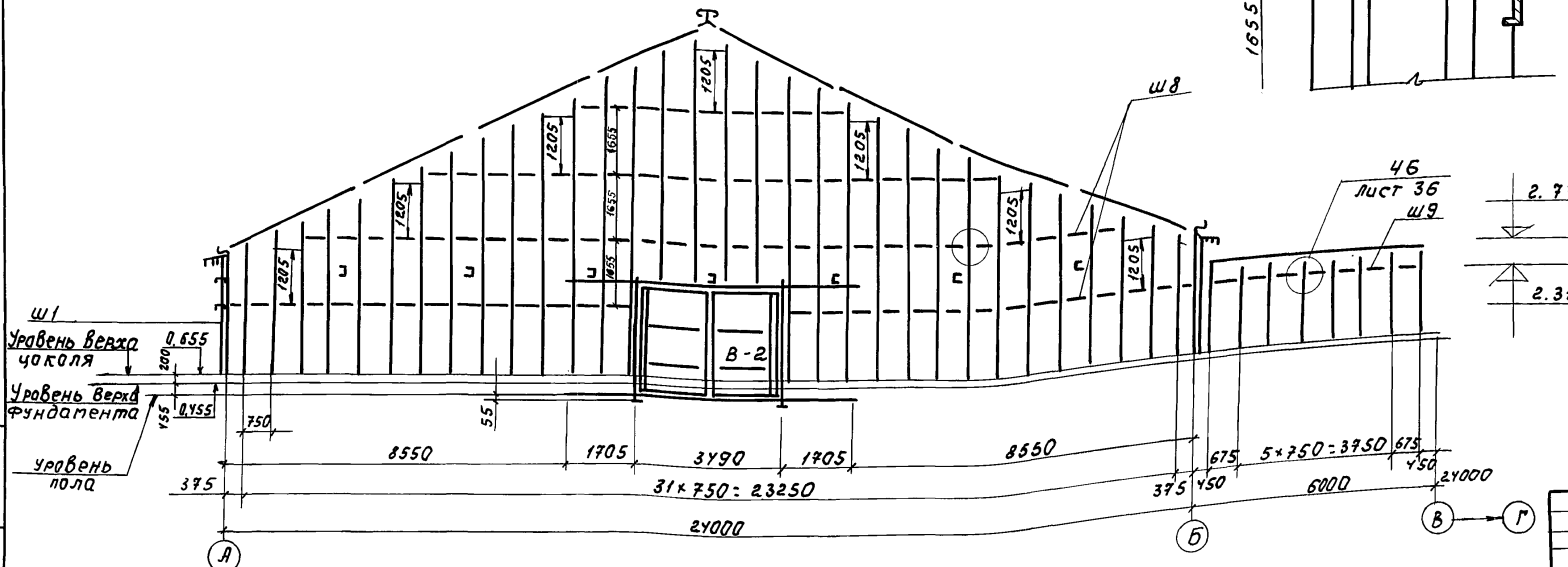 1655
ш8
46
лист 36
ш9
2.7
2.3
1205
1205
1205
1205
1205
1205
1205
1655
1655
1655
ш1
Уровень верха
цоколя
0,655
200
Уровень верха
фундамента
0,455
455
уровень
пола
В-2
55
750
8550
1705
3490
1705
8550
675
5×750=3750
675
450
450
375
31×750=23250
375
6000
24000
24000
А
Б
В
Г